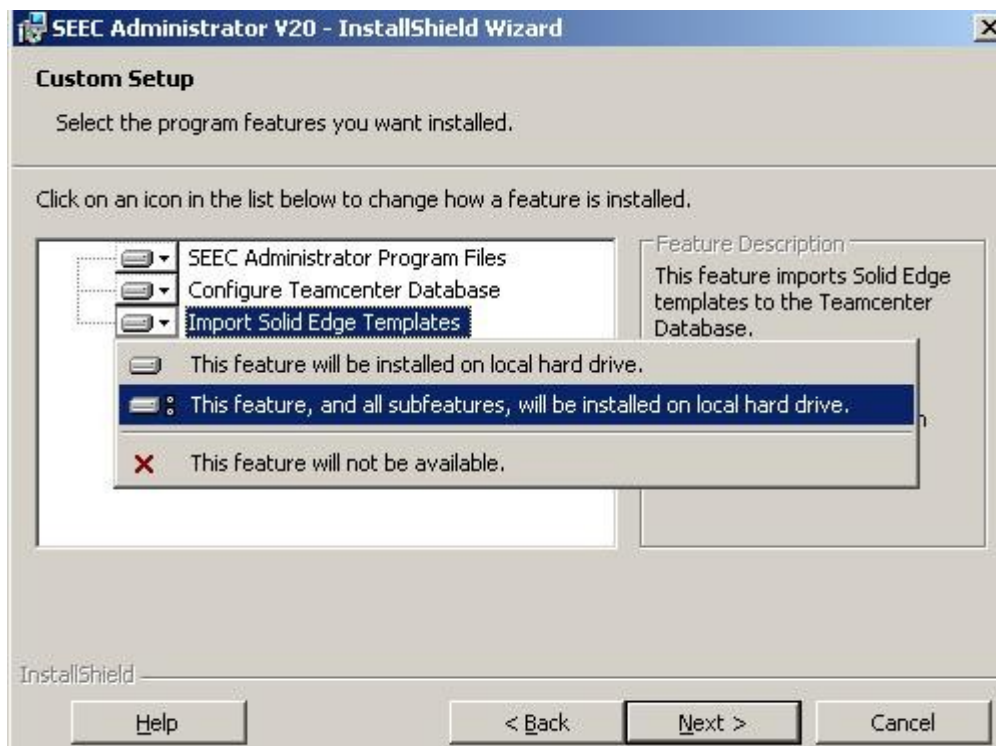 SEEC Administrator V20 - InstallShield Wizard
Custom Setup
Select the program features you want installed.
Click on an icon in the list below to change how a feature is installed.
SEEC Administrator Program Files
Configure Teamcenter Database
Import Solid Edge Templates
This feature will be installed on local hard drive.
This feature, and all subfeatures, will be installed on local hard drive.
This feature will not be available.
Feature Description
This feature imports Solid Edge
templates to the Teamcenter
Database.
InstallShield
Help
< Back
Next >
Cancel